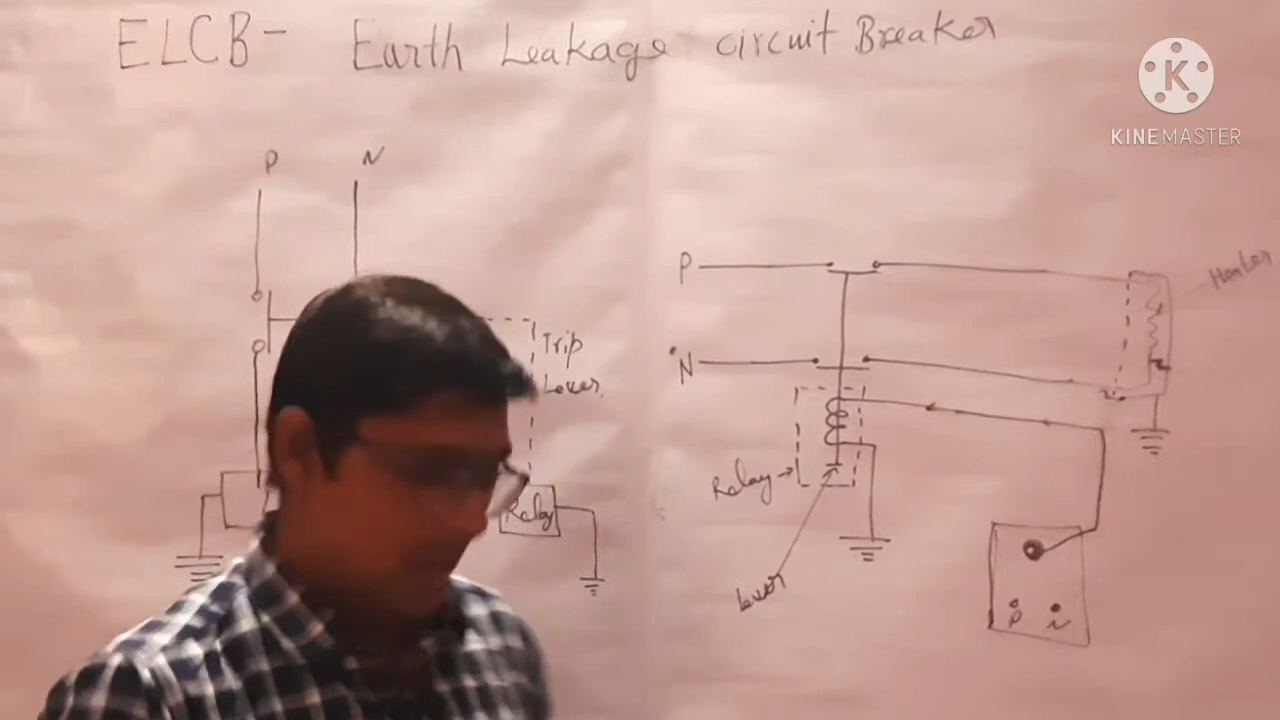 ELCB - Earth Leakage circuit Breaker
KINEMASTER
P N
Trip
Lever.
Relay
P
N
Heater
Relay
lever
P N